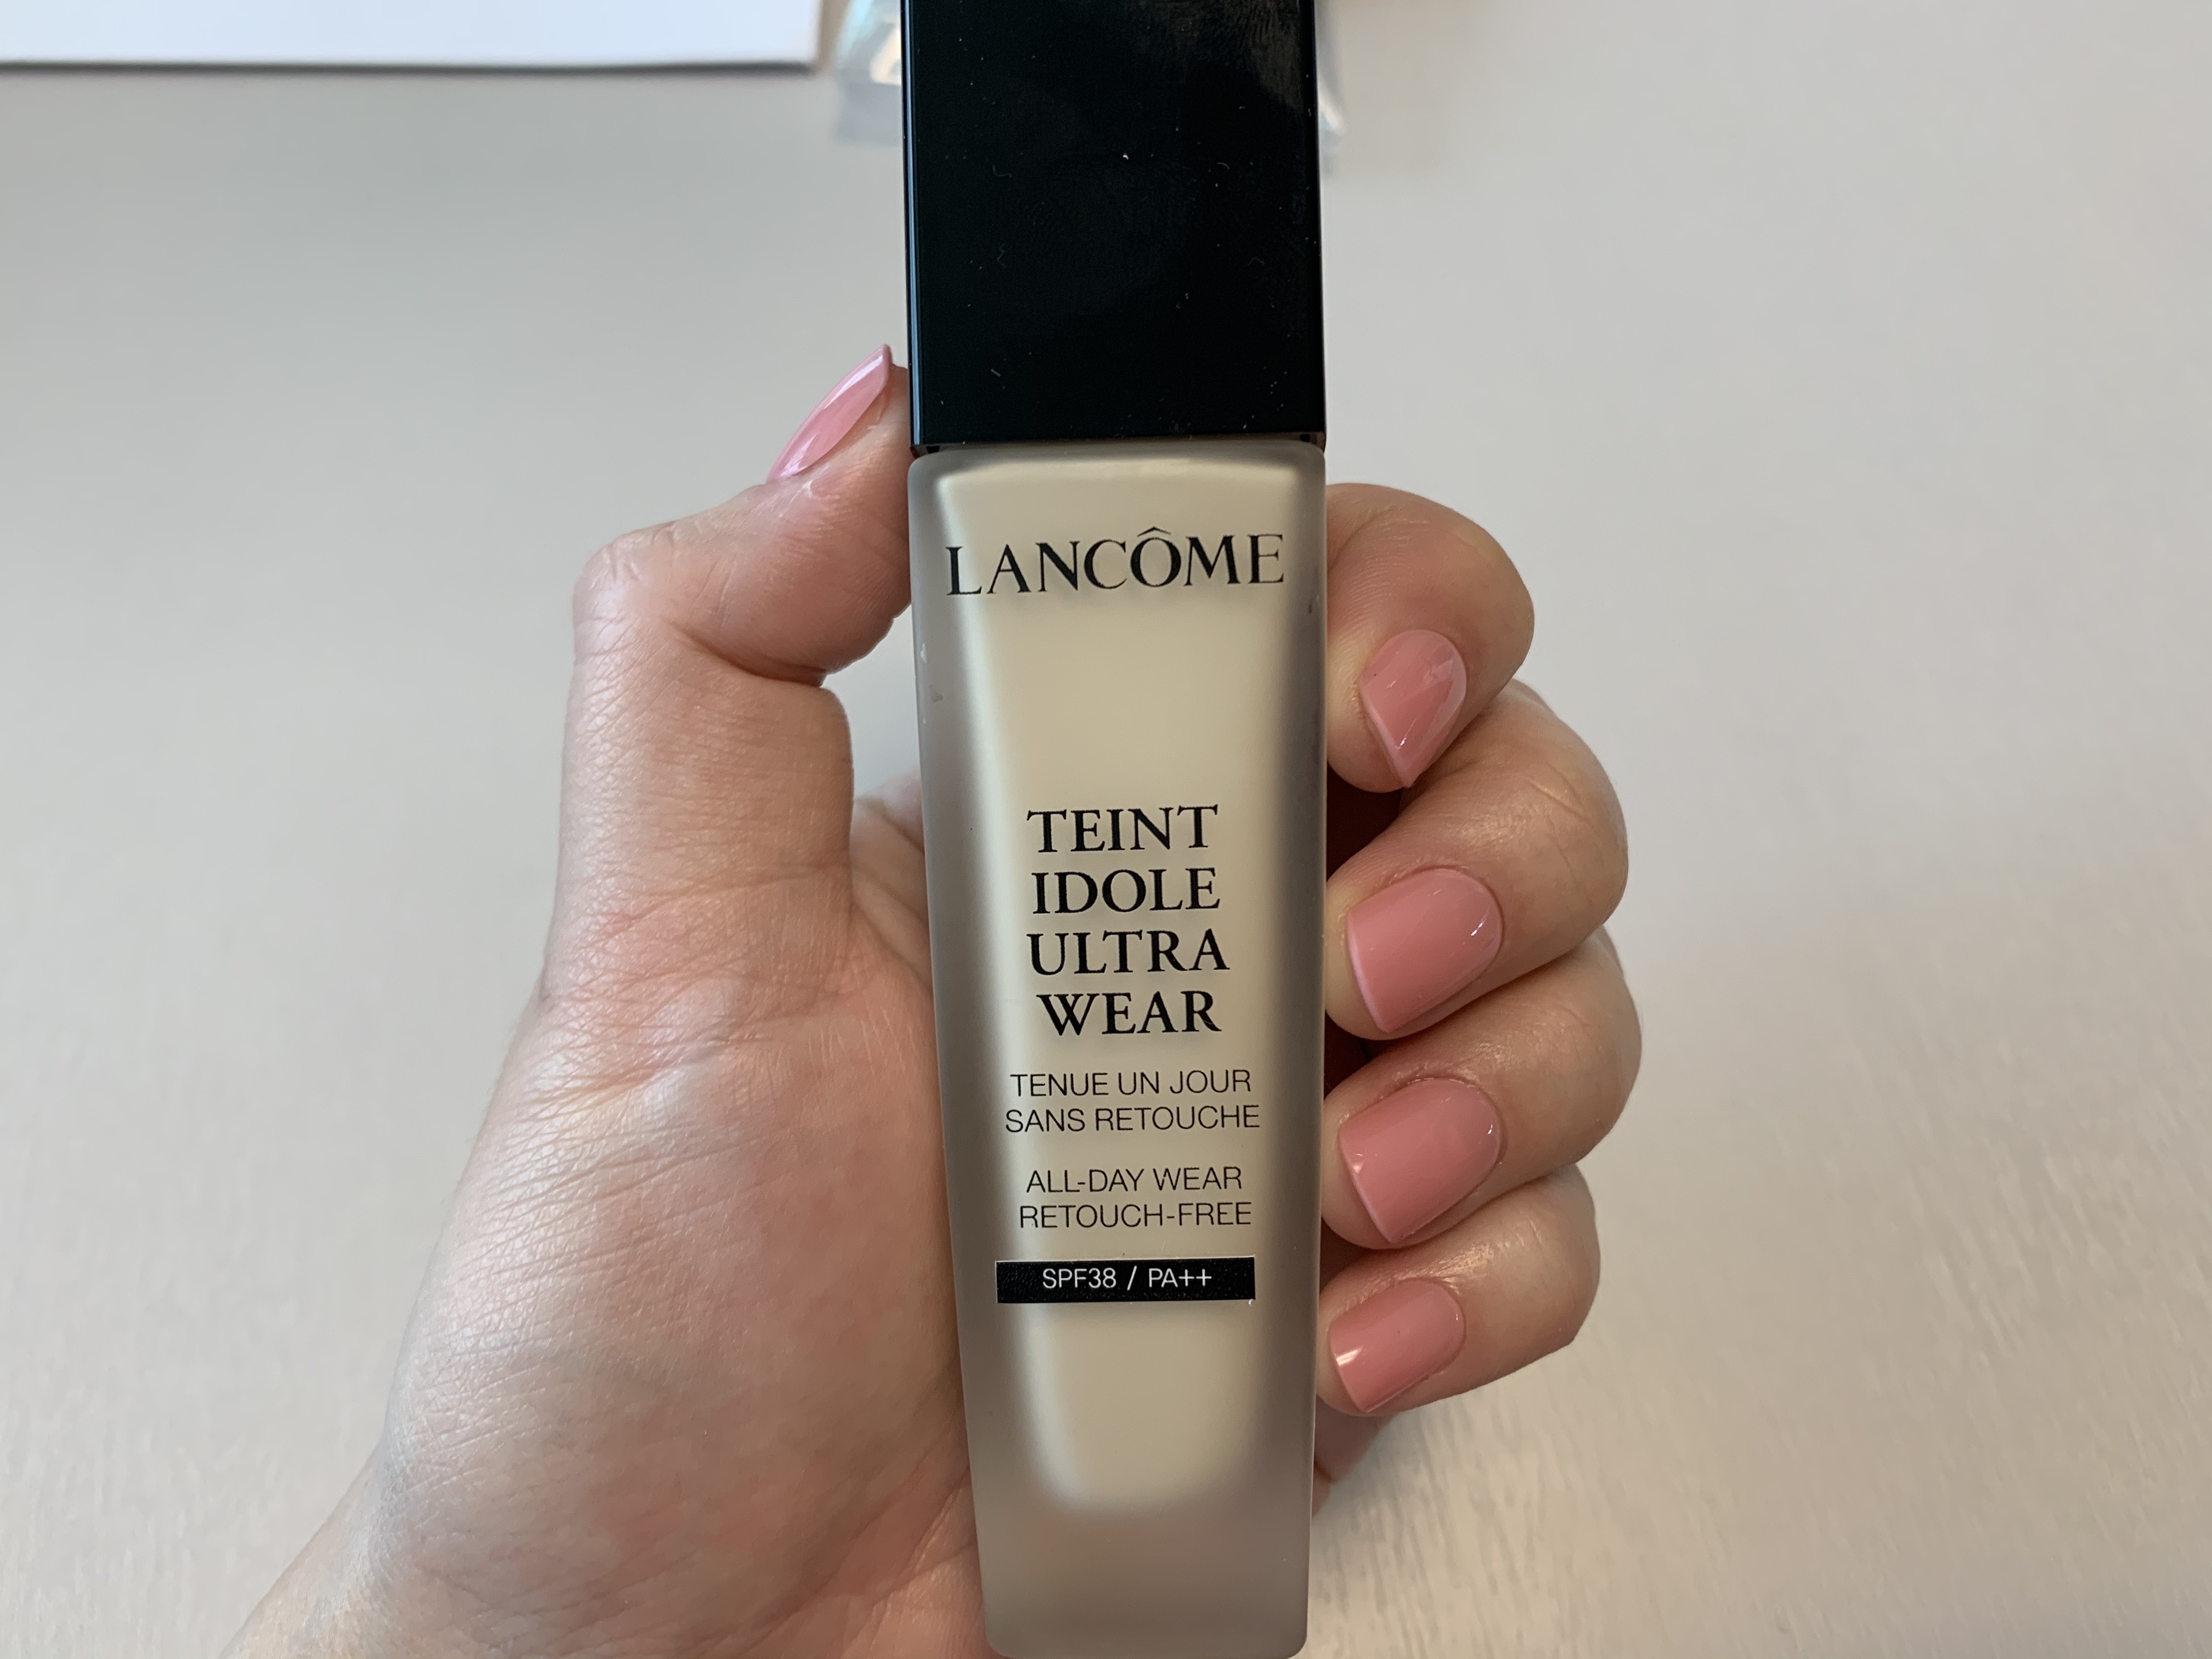 LANCÔME
TEINT
IDOLE
ULTRA
WEAR
TENUE UN JOUR
SANS RETOUCHE
ALL-DAY WEAR
RETOUCH-FREE
SPF38 / PA++